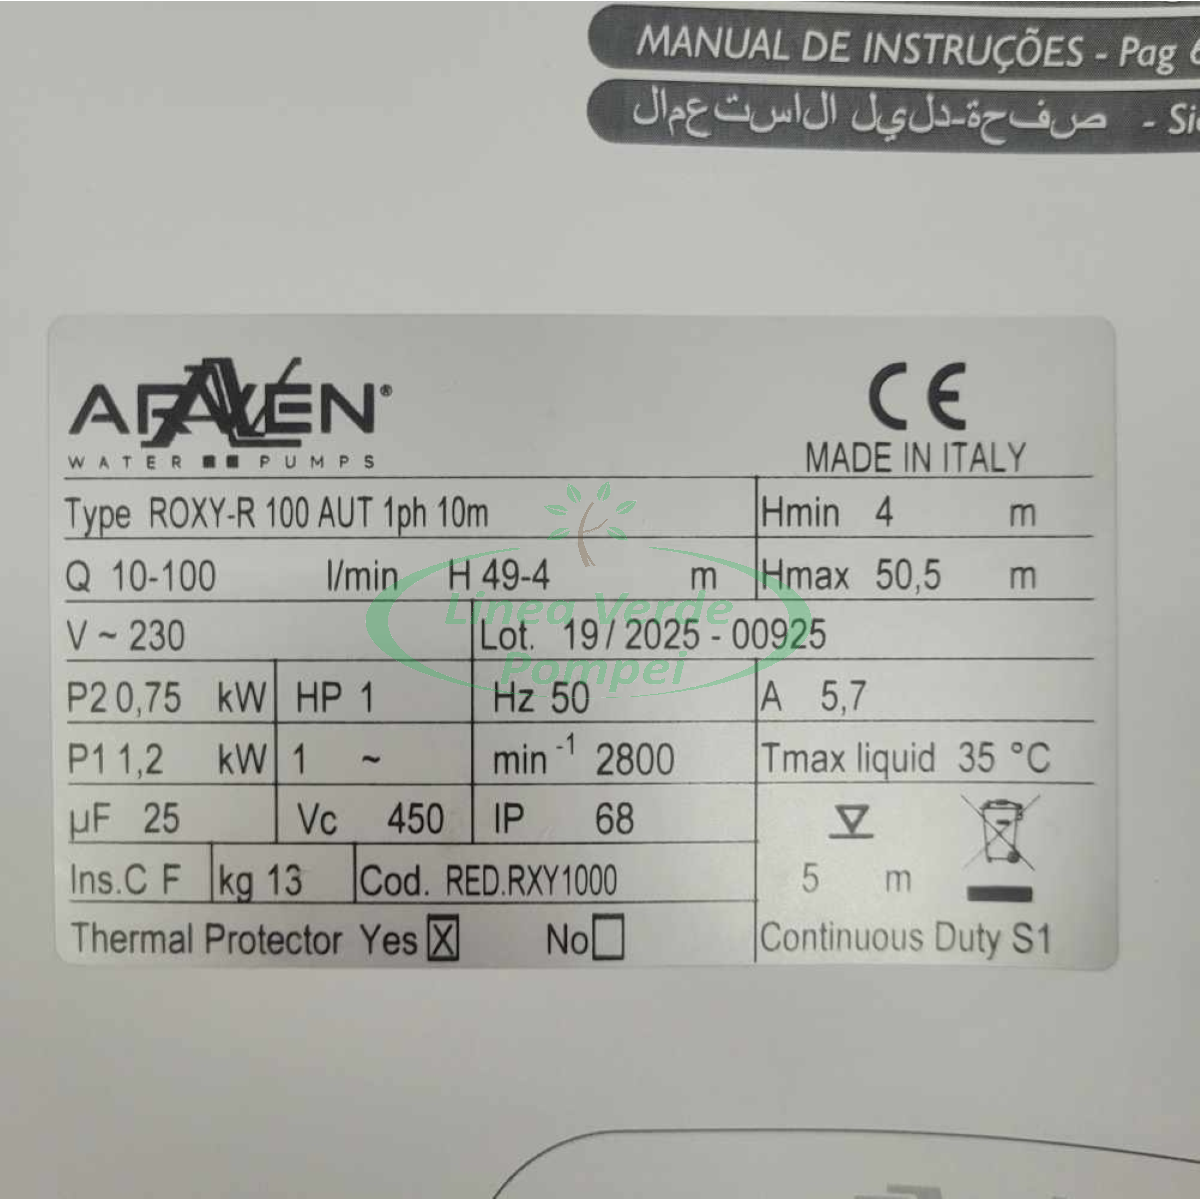 MANUAL DE INSTRUÇÕES - Pag
صفحة-دليل الاستعمال -
WATER PUMPS
CE
MADE IN ITALY
Type ROXY-R 100 AUT 1ph 10m
Hmin 4 m
Q 10-100 l/min H 49-4 m
Hmax 50,5 m
Linea Verde
Pompei
V ~ 230
Lot. 19/2025 - 00925
P2 0,75 kW HP 1 Hz 50 A 5,7
P1 1,2 kW 1 ~ min -1 2800 Tmax liquid 35 °C
µF 25 Vc 450 IP 68
5 m
Ins.C F kg 13 Cod. RED.RXY1000
Thermal Protector Yes X No
Continuous Duty S1